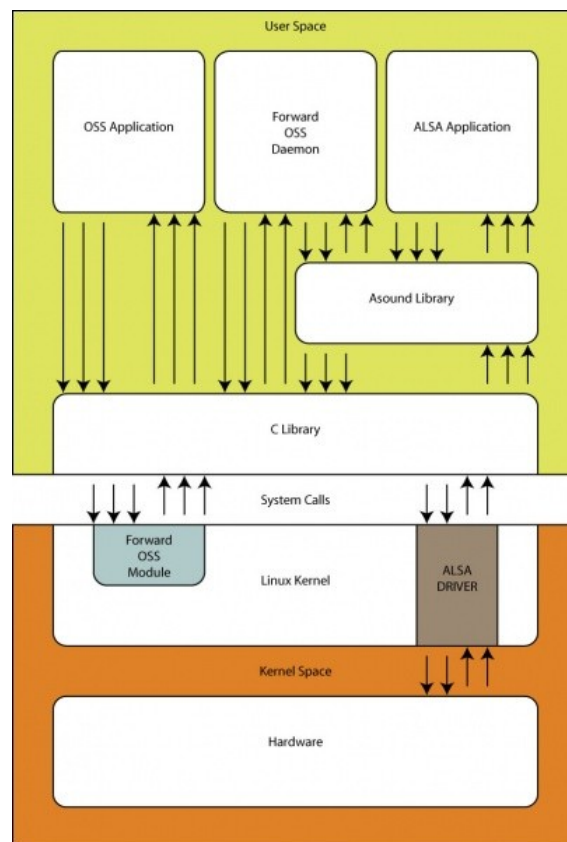 User Space
OSS Application
Forward
OSS
Daemon
ALSA Application
Asound Library
C Library
System Calls
Forward
OSS
Module
Linux Kernel
ALSA
DRIVER
Kernel Space
Hardware